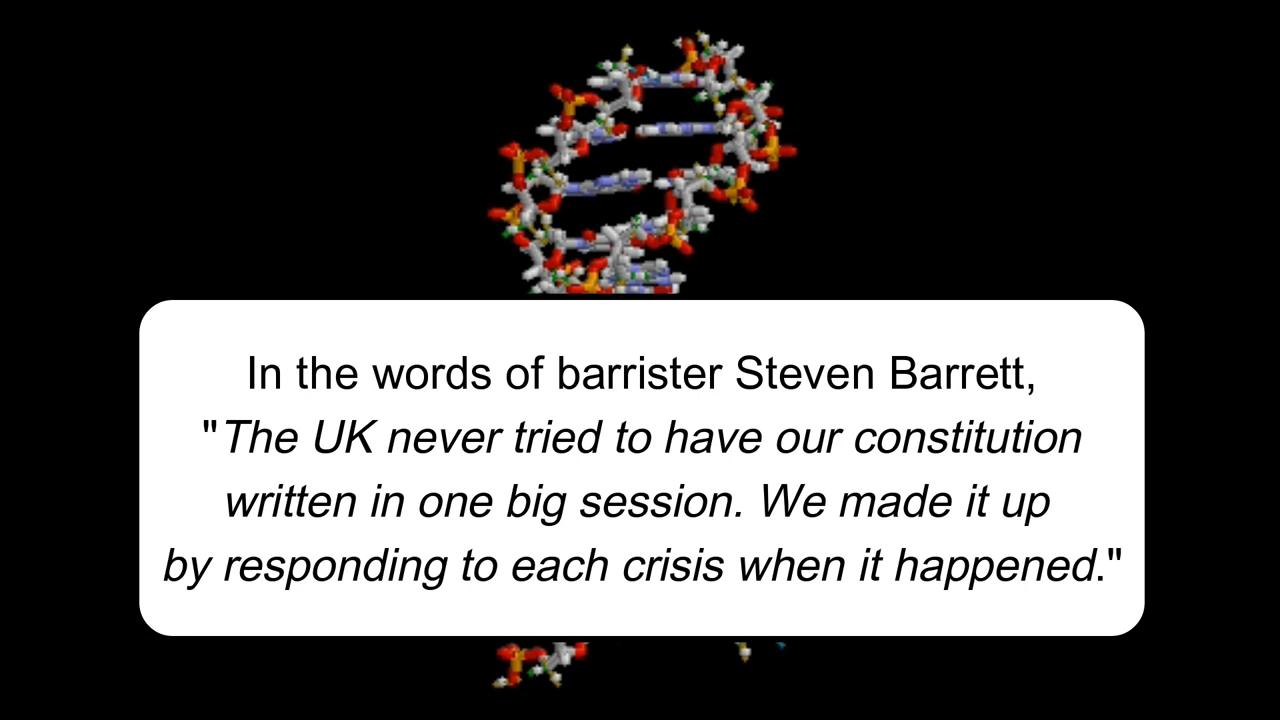 In the words of barrister Steven Barrett,
"The UK never tried to have our constitution
written in one big session. We made it up
by responding to each crisis when it happened."